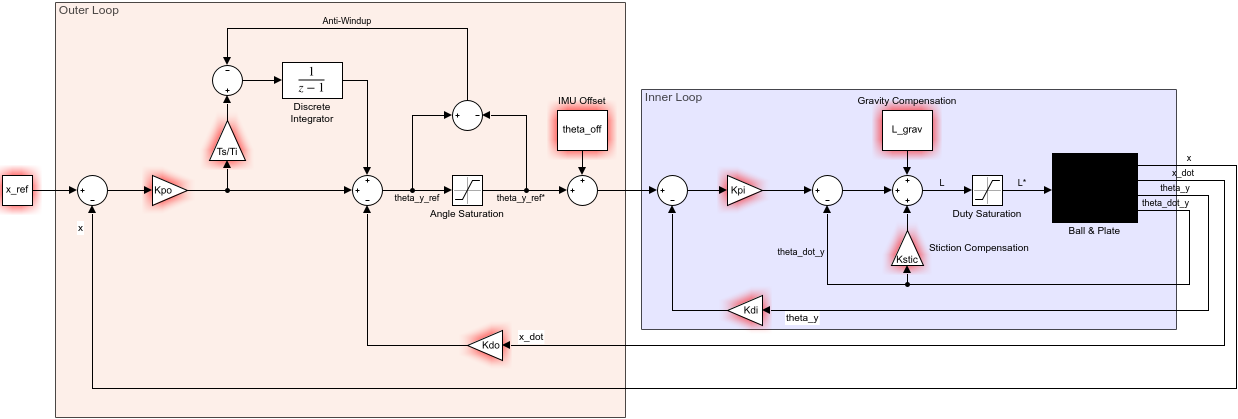 Outer Loop
Anti-Windup
−
+
1
z − 1
Discrete
Integrator
+
−
IMU Offset
theta_off
Inner Loop
Gravity Compensation
L_grav
Ts/Ti
x_ref
+
−
Kpo
+
+
−
theta_y_ref
Angle Saturation
theta_y_ref*
+
+
+
−
Kpi
+
−
+
+
+
L
Duty Saturation
L*
Ball & Plate
x
x_dot
theta_y
theta_dot_y
x
theta_dot_y
Kstic
Stiction Compensation
Kdi
theta_y
Kdo
x_dot